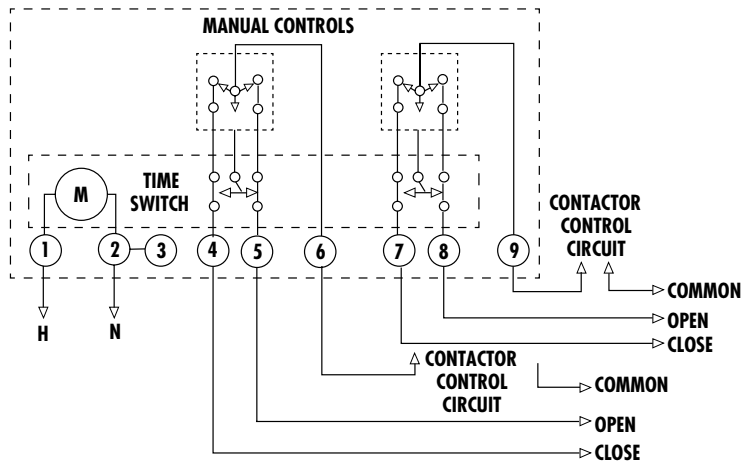 MANUAL CONTROLS
M
TIME
SWITCH
1
2
3
4
5
6
7
8
9
H
N
CONTACTOR
CONTROL
CIRCUIT
COMMON
OPEN
CLOSE
CONTACTOR
CONTROL
CIRCUIT
COMMON
OPEN
CLOSE